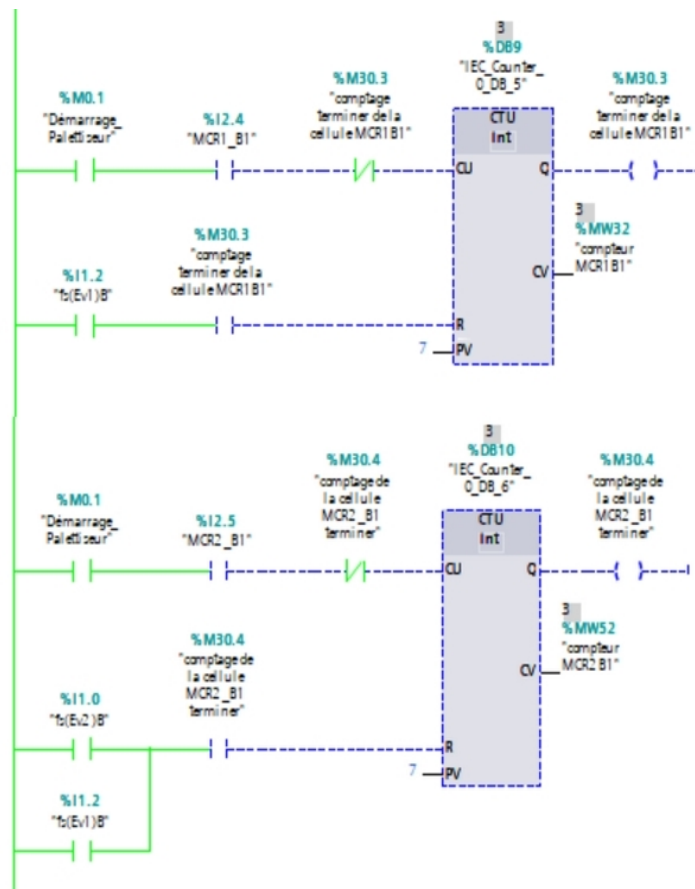 3
%DB9
"IEC_Counter_
0_DB_5"
%M0.1
"Démarrage_
Palettiseur"
%I2.4
"MCR1_B1"
%M30.3
"comptage
terminer de la
cellule MCR1B1"
CTU
Int
%M30.3
"comptage
terminer de la
cellule MCR1B1"
CU
Q
3
%MW32
"compteur
MCR1B1"
CV
%I1.2
"fs(Ev1)B"
%M30.3
"comptage
terminer de la
cellule MCR1B1"
R
7
PV
3
%DB10
"IEC_Counter_
0_DB_6"
%M0.1
"Démarrage_
Palettiseur"
%I2.5
"MCR2_B1"
%M30.4
"comptage de
la cellule
MCR2_B1
terminer"
CTU
Int
%M30.4
"comptage de
la cellule
MCR2_B1
terminer"
CU
Q
3
%MW52
"compteur
MCR2B1"
CV
%I1.0
"fs(Ev2)B"
%M30.4
"comptage de
la cellule
MCR2_B1
terminer"
R
7
PV
%I1.2
"fs(Ev1)B"